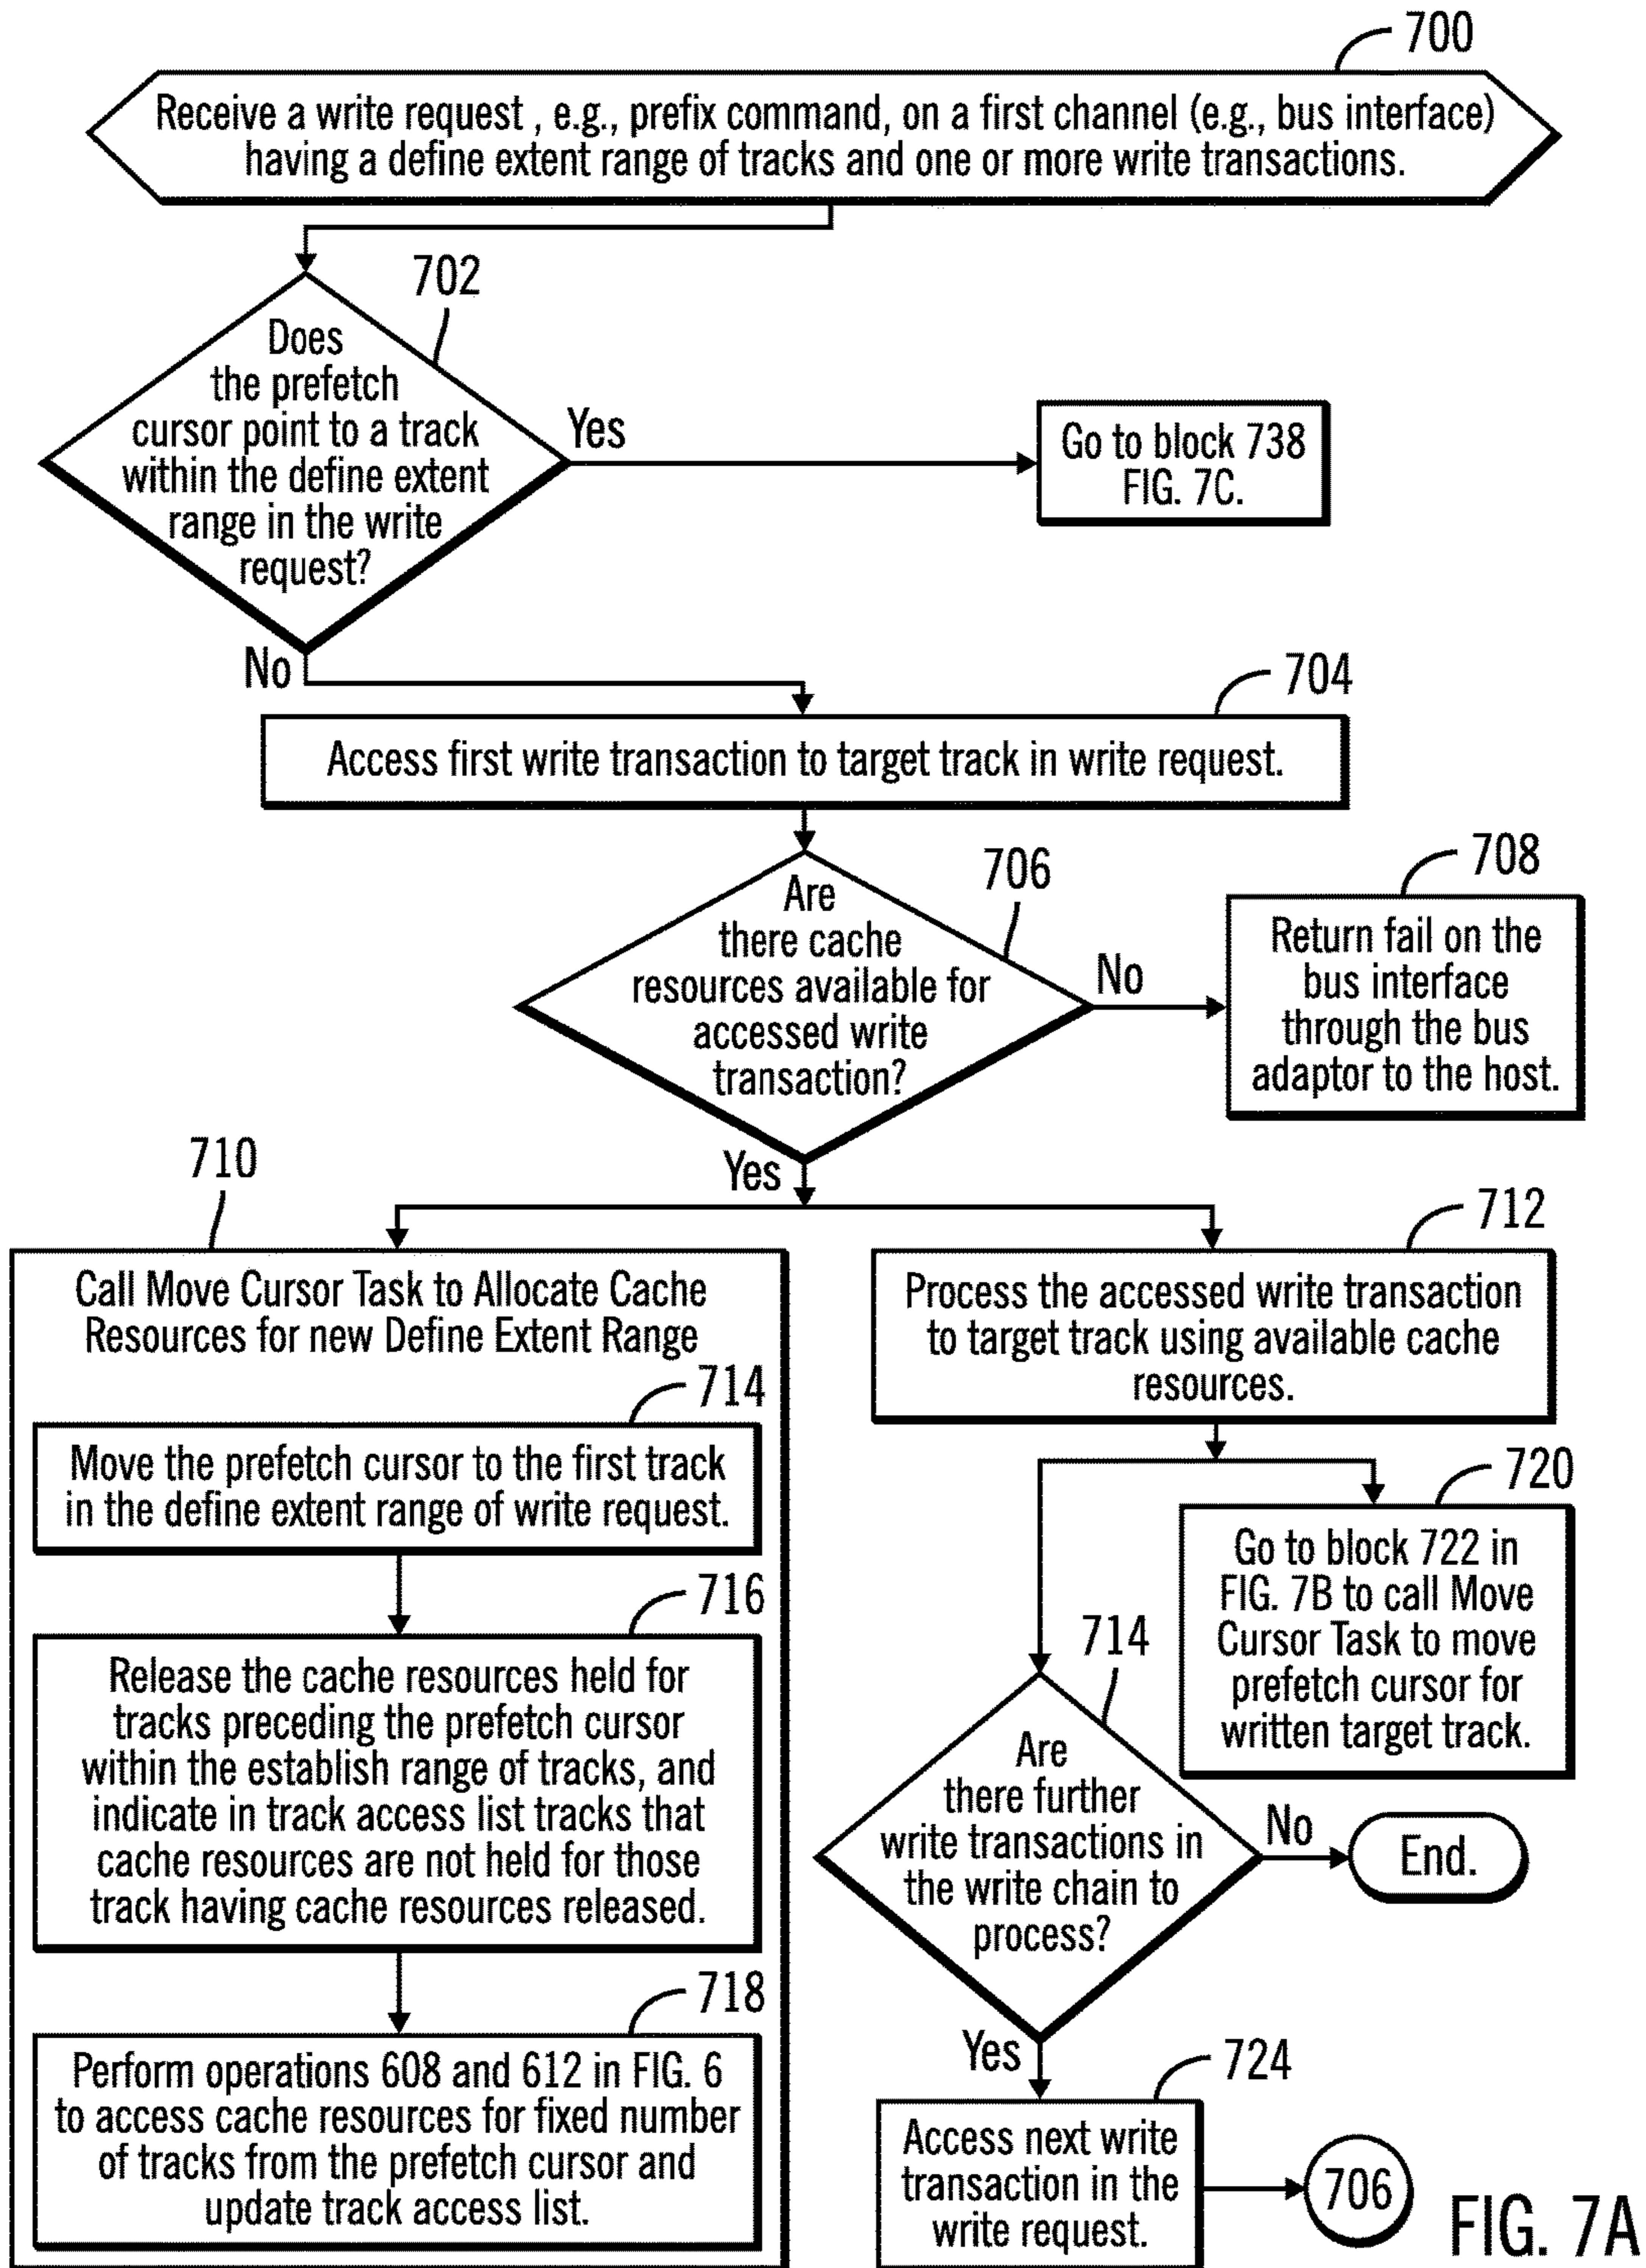 700
Receive a write request , e.g., prefix command, on a first channel (e.g., bus interface)
having a define extent range of tracks and one or more write transactions.
702
Does
the prefetch
cursor point to a track
within the define extent
range in the write
request?
Yes
Go to block 738
FIG. 7C.
No
704
Access first write transaction to target track in write request.
706
Are
there cache
resources available for
accessed write
transaction?
No
708
Return fail on the
bus interface
through the bus
adaptor to the host.
Yes
710
Call Move Cursor Task to Allocate Cache
Resources for new Define Extent Range
714
Move the prefetch cursor to the first track
in the define extent range of write request.
716
Release the cache resources held for
tracks preceding the prefetch cursor
within the establish range of tracks, and
indicate in track access list tracks that
cache resources are not held for those
track having cache resources released.
718
Perform operations 608 and 612 in FIG. 6
to access cache resources for fixed number
of tracks from the prefetch cursor and
update track access list.
712
Process the accessed write transaction
to target track using available cache
resources.
720
Go to block 722 in
FIG. 7B to call Move
Cursor Task to move
prefetch cursor for
written target track.
714
Are
there further
write transactions in
the write chain to
process?
No
End.
Yes
724
Access next write
transaction in the
write request.
706
FIG. 7A